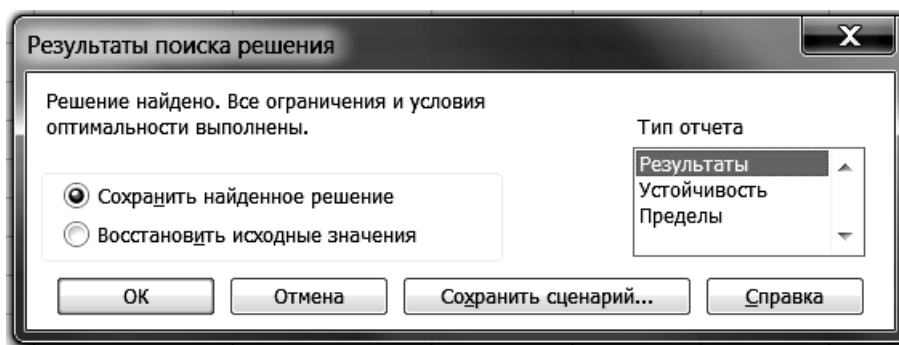 Результаты поиска решения
X
Решение найдено. Все ограничения и условия
оптимальности выполнены.
Тип отчета
Результаты
Устойчивость
Пределы
Сохранить найденное решение
Восстановить исходные значения
ОК
Отмена
Сохранить сценарий...
Справка